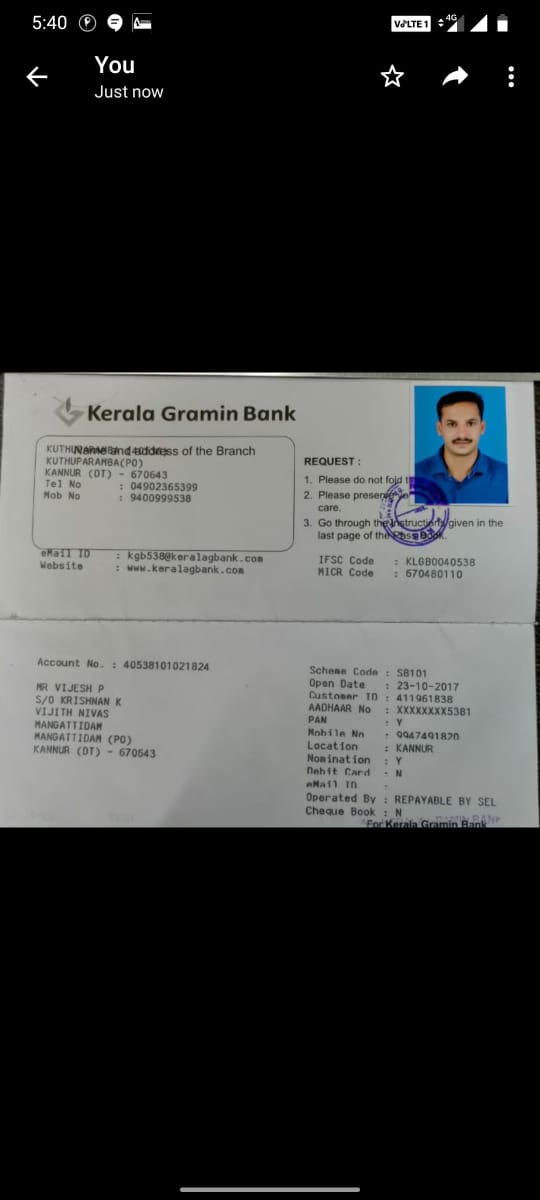 5:40
VoLTE 1 4G
You
Just now
Kerala Gramin Bank
Name and address of the Branch
KUTHUPARAMBA(PO)
KANNUR (DT) - 670643
Tel No : 04902365399
Mob No : 9400999538
eMail ID : kgb538@keralagbank.com
Website : www.keralagbank.com
REQUEST :
1. Please do not fold
2. Please preserve
care.
3. Go through the instructions given in the
last page of the Pass Book.
IFSC Code : KLGB0040538
MICR Code : 670480110
Account No. : 40538101021824
MR VIJESH P
S/O KRISHNAN K
VIJITH NIVAS
MANGATTIDAM
MANGATTIDAM (PO)
KANNUR (DT) - 670643
Scheme Code : SB101
Open Date : 23-10-2017
Customer ID : 411961838
AADHAAR No : XXXXXXXX5381
PAN : Y
Mobile No : 9947491820
Location : KANNUR
Nomination : Y
Debit Card : N
eMail ID :
Operated By : REPAYABLE BY SEL
Cheque Book : N
For Kerala Gramin Bank